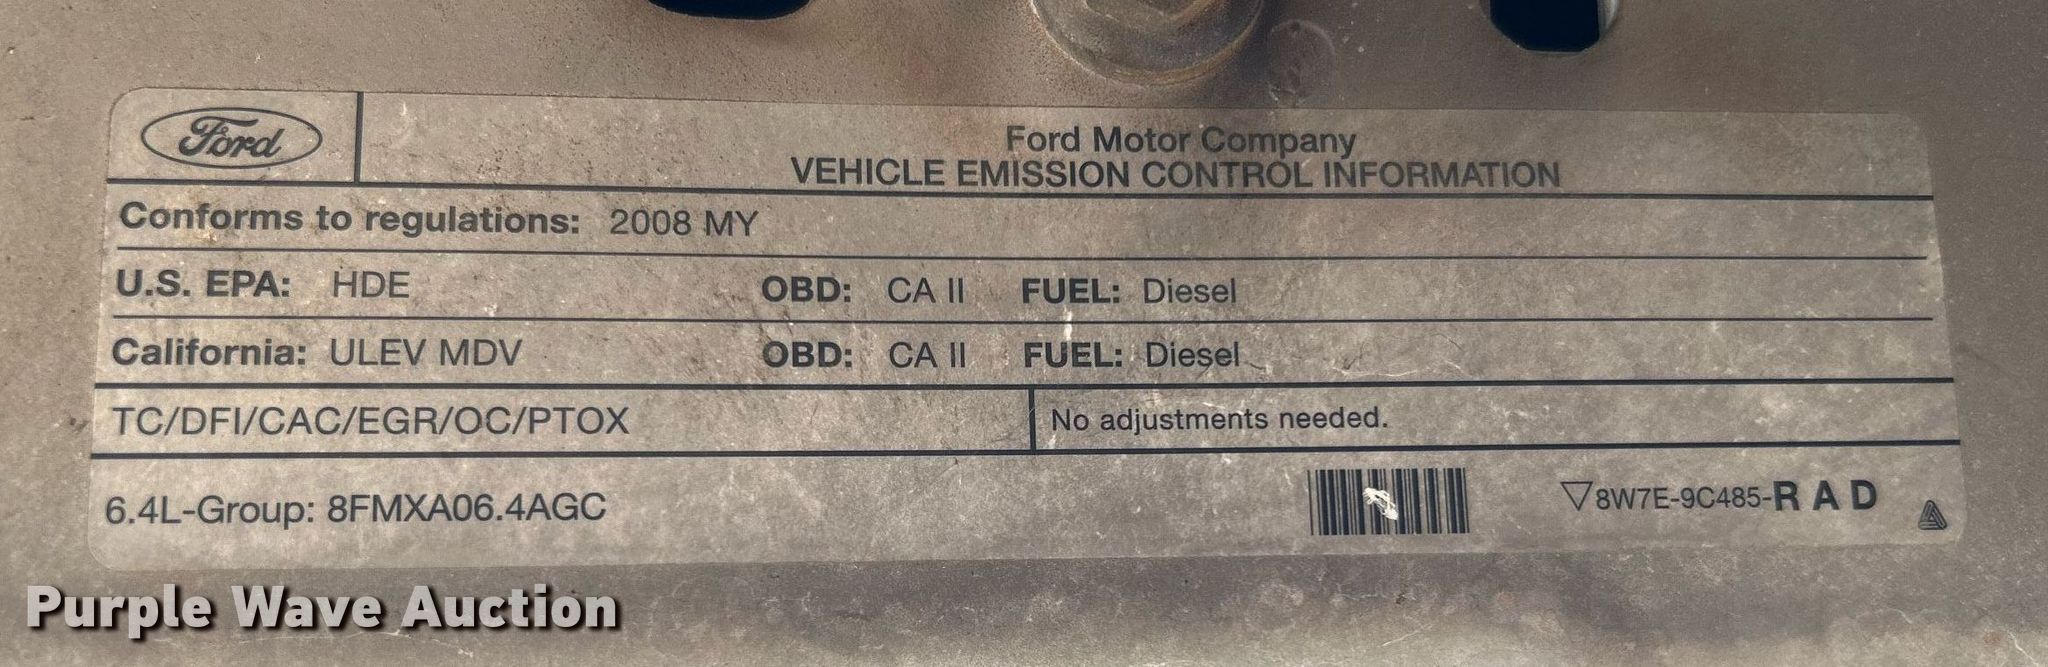 Ford
Ford Motor Company
VEHICLE EMISSION CONTROL INFORMATION
Conforms to regulations: 2008 MY
U.S. EPA: HDE OBD: CA II FUEL: Diesel
California: ULEV MDV OBD: CA II FUEL: Diesel
TC/DFI/CAC/EGR/OC/PTOX No adjustments needed.
6.4L-Group: 8FMXA06.4AGC 8W7E-9C485-RAD
Purple Wave Auction